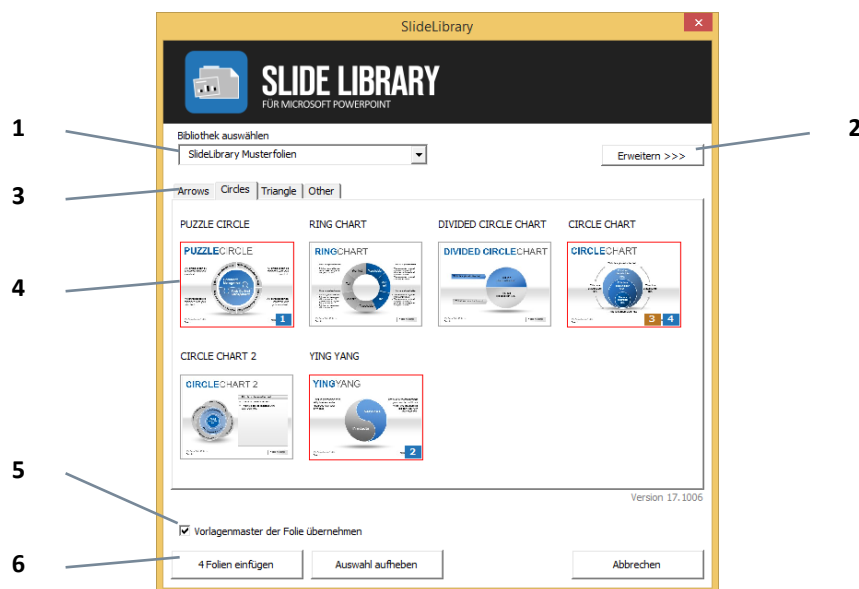 SlideLibrary
SLIDE LIBRARY
FÜR MICROSOFT POWERPOINT
1
Bibliothek auswählen
2
SlideLibrary Musterfolien
Erweitern >>>
3
Arrows Circles Triangle Other
PUZZLE CIRCLE RING CHART DIVIDED CIRCLE CHART CIRCLE CHART
PUZZLECIRCLE RINGCHART DIVIDED CIRCLECHART CIRCLECHART
4
1 3 4
CIRCLE CHART 2 YING YANG
CIRCLECHART 2 YINGYANG
2
5
Version 17.1006
Vorlagenmaster der Folie übernehmen
6
4 Folien einfügen Auswahl aufheben Abbrechen